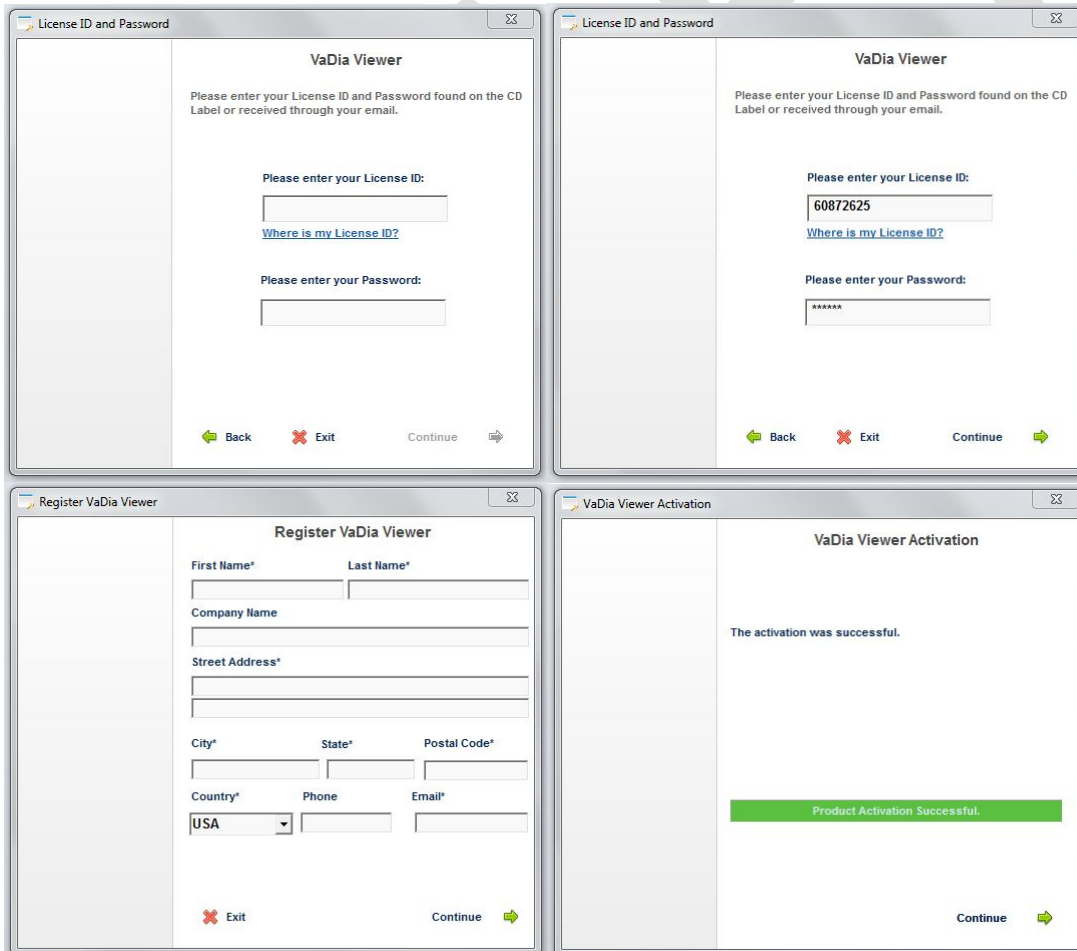 License ID and Password
VaDia Viewer
Please enter your License ID and Password found on the CD
Label or received through your email.
Please enter your License ID:
Where is my License ID?
Please enter your Password:
Back Exit Continue
License ID and Password
VaDia Viewer
Please enter your License ID and Password found on the CD
Label or received through your email.
Please enter your License ID:
60872625
Where is my License ID?
Please enter your Password:
******
Back Exit Continue
Register VaDia Viewer
Register VaDia Viewer
First Name* Last Name*
Company Name
Street Address*
City* State* Postal Code*
Country* Phone Email*
USA
Exit Continue
VaDia Viewer Activation
VaDia Viewer Activation
The activation was successful.
Product Activation Successful.
Continue